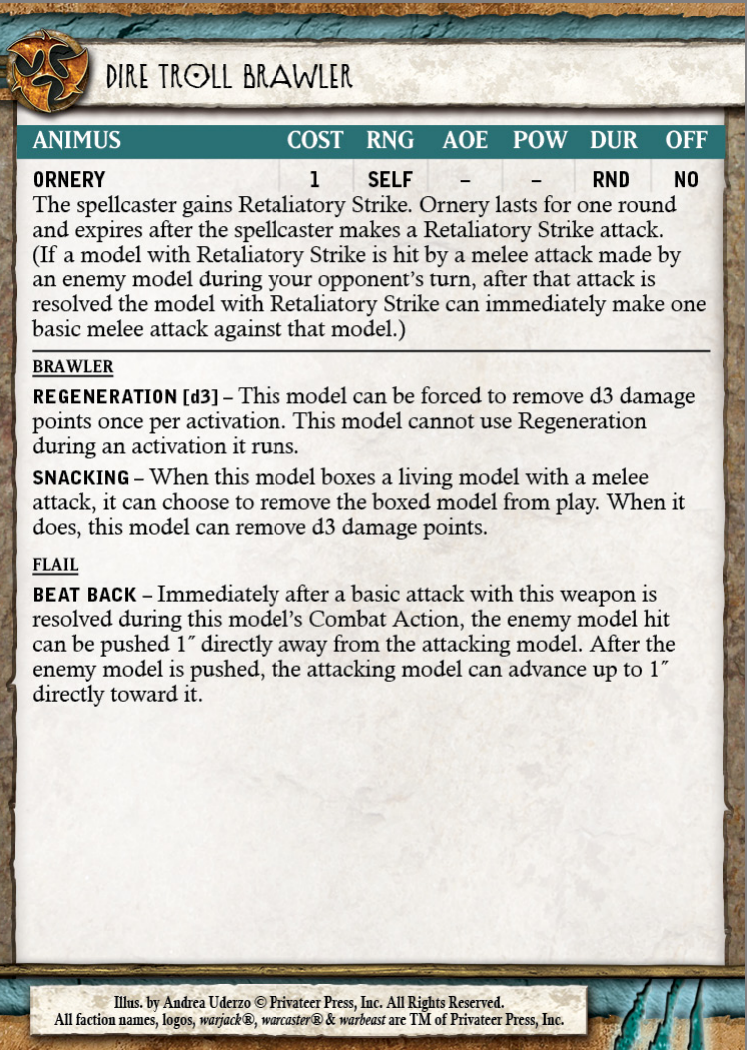 DIRE TROLL BRAWLER
ANIMUS COST RNG AOE POW DUR OFF
ORNERY 1 SELF – – RND NO
The spellcaster gains Retaliatory Strike. Ornery lasts for one round
and expires after the spellcaster makes a Retaliatory Strike attack.
(If a model with Retaliatory Strike is hit by a melee attack made by
an enemy model during your opponent’s turn, after that attack is
resolved the model with Retaliatory Strike can immediately make one
basic melee attack against that model.)
BRAWLER
REGENERATION [d3] – This model can be forced to remove d3 damage
points once per activation. This model cannot use Regeneration
during an activation it runs.
SNACKING – When this model boxes a living model with a melee
attack, it can choose to remove the boxed model from play. When it
does, this model can remove d3 damage points.
FLAIL
BEAT BACK – Immediately after a basic attack with this weapon is
resolved during this model’s Combat Action, the enemy model hit
can be pushed 1˝ directly away from the attacking model. After the
enemy model is pushed, the attacking model can advance up to 1˝
directly toward it.
Illus. by Andrea Uderzo © Privateer Press, Inc. All Rights Reserved.
All faction names, logos, warjack®, warcaster® & warbeast are TM of Privateer Press, Inc.